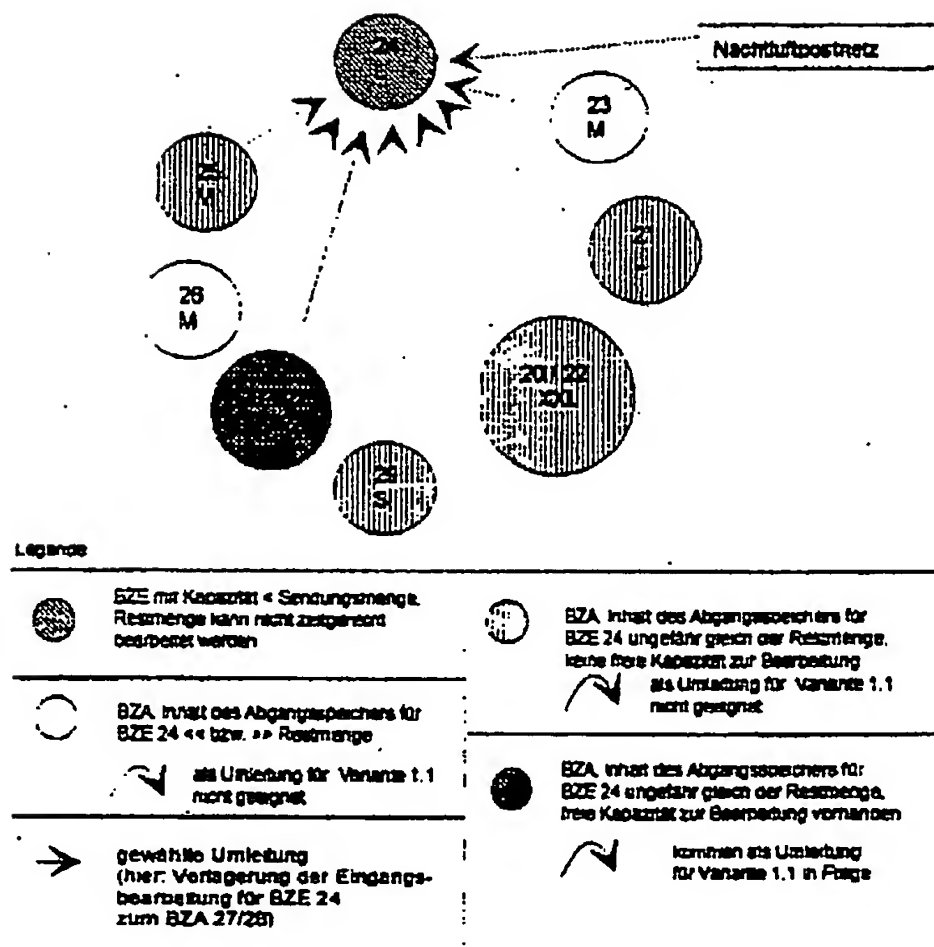 24
Nachtluftpostnetz
23
M
21
26
M
20/ 22
XXL
Legende
BZE mit Kapazität < Sendungsmenge,
Restmenge kann nicht zeitgerecht
bearbeitet werden
BZA, Inhalt des Abgangsspeichers für
BZE 24 << bzw. >> Restmenge
als Umleitung für Variante 1.1
nicht geeignet
gewählte Umleitung
(hier: Verlagerung der Eingangs-
bearbeitung für BZE 24
zum BZA 27/28)
BZA, Inhalt des Abgangsspeichers für
BZE 24 ungefähr gleich der Restmenge,
keine freie Kapazität zur Bearbeitung
als Umleitung für Variante 1.1
nicht geeignet
BZA, Inhalt des Abgangsspeichers für
BZE 24 ungefähr gleich der Restmenge,
freie Kapazität zur Bearbeitung vorhanden
kommen als Umleitung
für Variante 1.1 in Frage